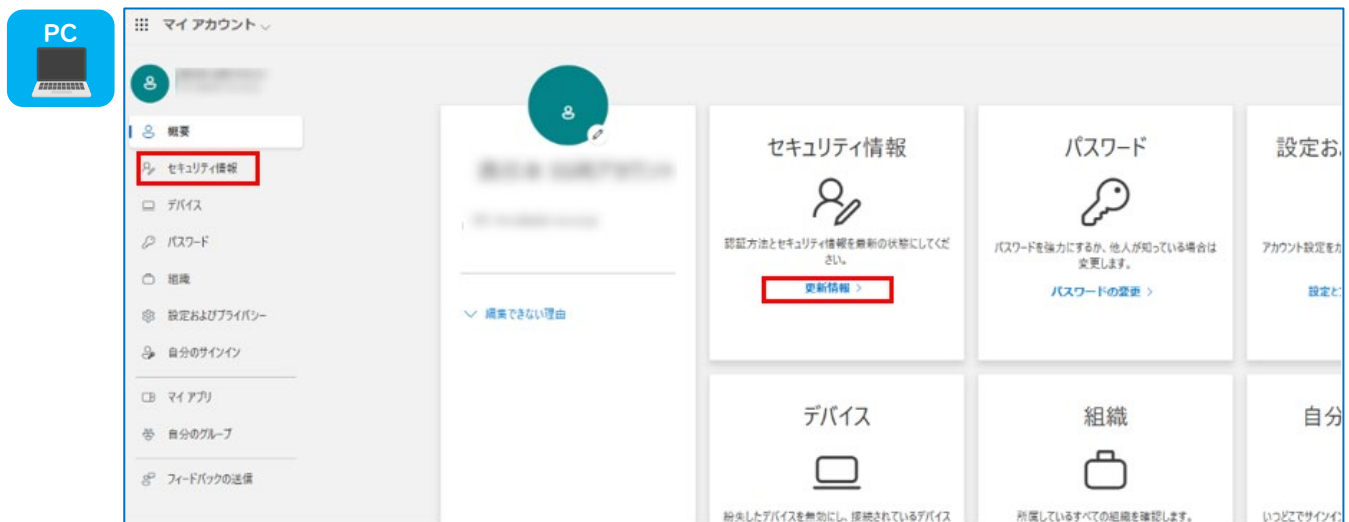 PC
マイ アカウント
概要
セキュリティ情報
デバイス
パスワード
組織
設定およびプライバシー
自分のサインイン
マイ アプリ
自分のグループ
フィードバックの送信
編集できない理由
セキュリティ情報
認証方法とセキュリティ情報を最新の状態にしてくだ
さい。
更新情報 >
パスワード
パスワードを強力にするか、他人が知っている場合は
変更します。
パスワードの変更 >
設定お
アカウント設定を
設定と
デバイス
紛失したデバイスを無効にし、接続されているデバイス
組織
所属しているすべての組織を確認します。
自分
いつどこでサインイン